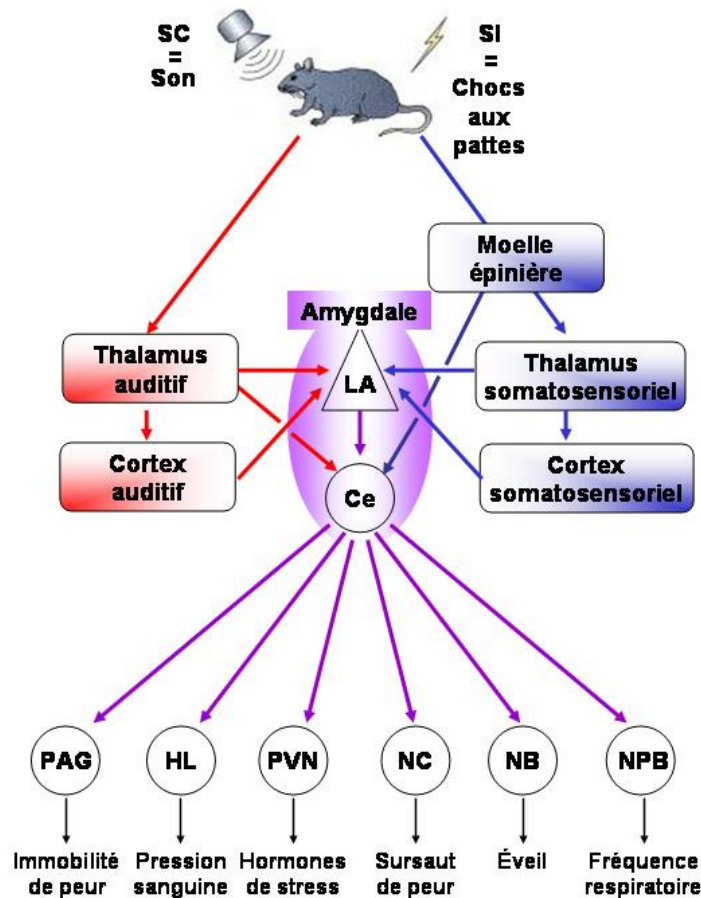 SC
=
Son
SI
=
Chocs
aux
pattes
Moelle
épinière
Amygdale
Thalamus
auditif
LA
Thalamus
somatosensoriel
Cortex
auditif
Cortex
somatosensoriel
Ce
PAG
HL
PVN
NC
NB
NPB
Immobilité
de peur
Pression
sanguine
Hormones
de stress
Sursaut
de peur
Éveil
Fréquence
respiratoire